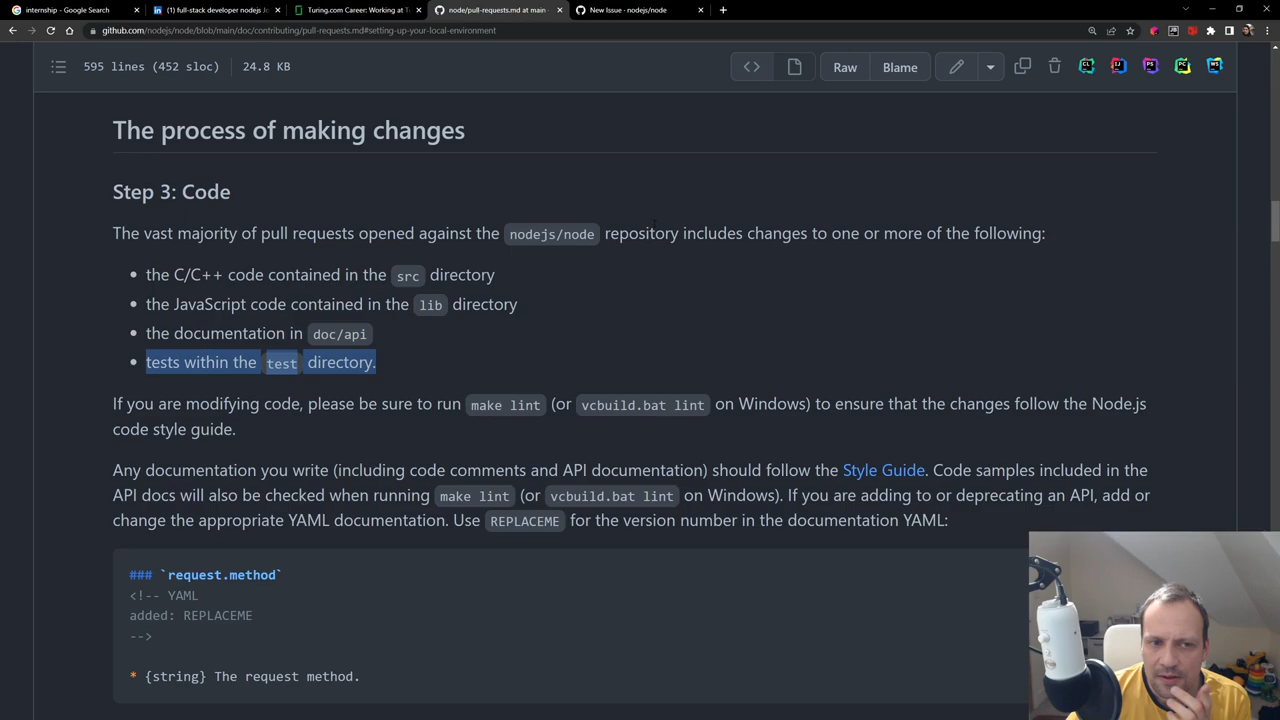 internship - Google Search
(1) full-stack developer nodejs Jo
Turing.com Career: Working at T
node/pull-requests.md at main
New Issue · nodejs/node
github.com/nodejs/node/blob/main/doc/contributing/pull-requests.md#setting-up-your-local-environment
595 lines (452 sloc) 24.8 KB
Raw Blame
CL IJ PS PC WS
The process of making changes
Step 3: Code
The vast majority of pull requests opened against the nodejs/node repository includes changes to one or more of the following:
• the C/C++ code contained in the src directory
• the JavaScript code contained in the lib directory
• the documentation in doc/api
• tests within the test directory.
If you are modifying code, please be sure to run make lint (or vcbuild.bat lint on Windows) to ensure that the changes follow the Node.js
code style guide.
Any documentation you write (including code comments and API documentation) should follow the Style Guide. Code samples included in the
API docs will also be checked when running make lint (or vcbuild.bat lint on Windows). If you are adding to or deprecating an API, add or
change the appropriate YAML documentation. Use REPLACEME for the version number in the documentation YAML:
### `request.method`
<!-- YAML
added: REPLACEME
-->
* {string} The request method.